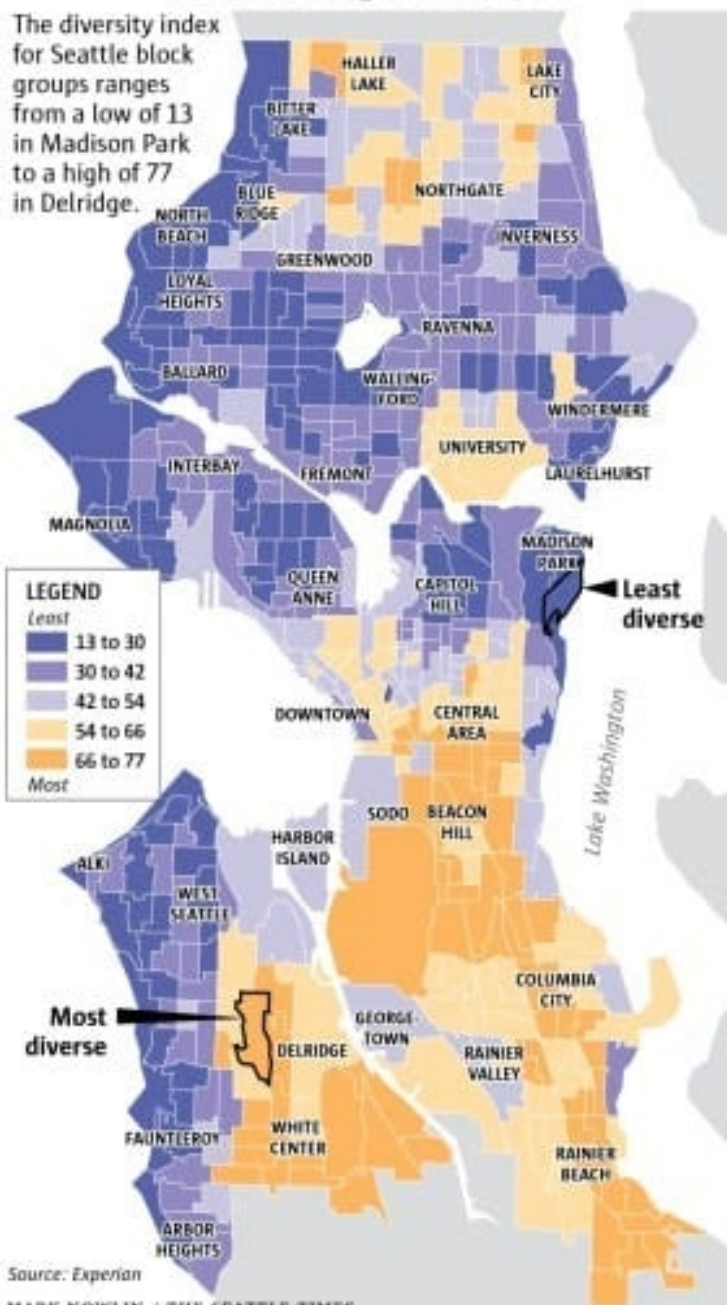 The diversity index
for Seattle block
groups ranges
from a low of 13
in Madison Park
to a high of 77
in Delridge.
HALLER
LAKE
LAKE
CITY
BITTER
LAKE
BLUE
RIDGE
NORTHGATE
NORTH
BEACH
INVERNESS
GREENWOOD
LOYAL
HEIGHTS
RAVENNA
BALLARD
WALLING-
FORD
WINDERMERE
UNIVERSITY
INTERBAY
FREMONT
LAURELHURST
MAGNOLIA
MADISON
PARK
QUEEN
ANNE
CAPITOL
HILL
Least
diverse
LEGEND
Least
13 to 30
30 to 42
42 to 54
54 to 66
66 to 77
Most
DOWNTOWN
CENTRAL
AREA
Lake Washington
SODO
BEACON
HILL
HARBOR
ISLAND
ALKI
WEST
SEATTLE
COLUMBIA
CITY
Most
diverse
GEORGE-
TOWN
DELRIDGE
RAINIER
VALLEY
FAUNTLEROY
WHITE
CENTER
RAINIER
BEACH
ARBOR
HEIGHTS
Source: Experian
MARK NOWLIN / THE SEATTLE TIMES